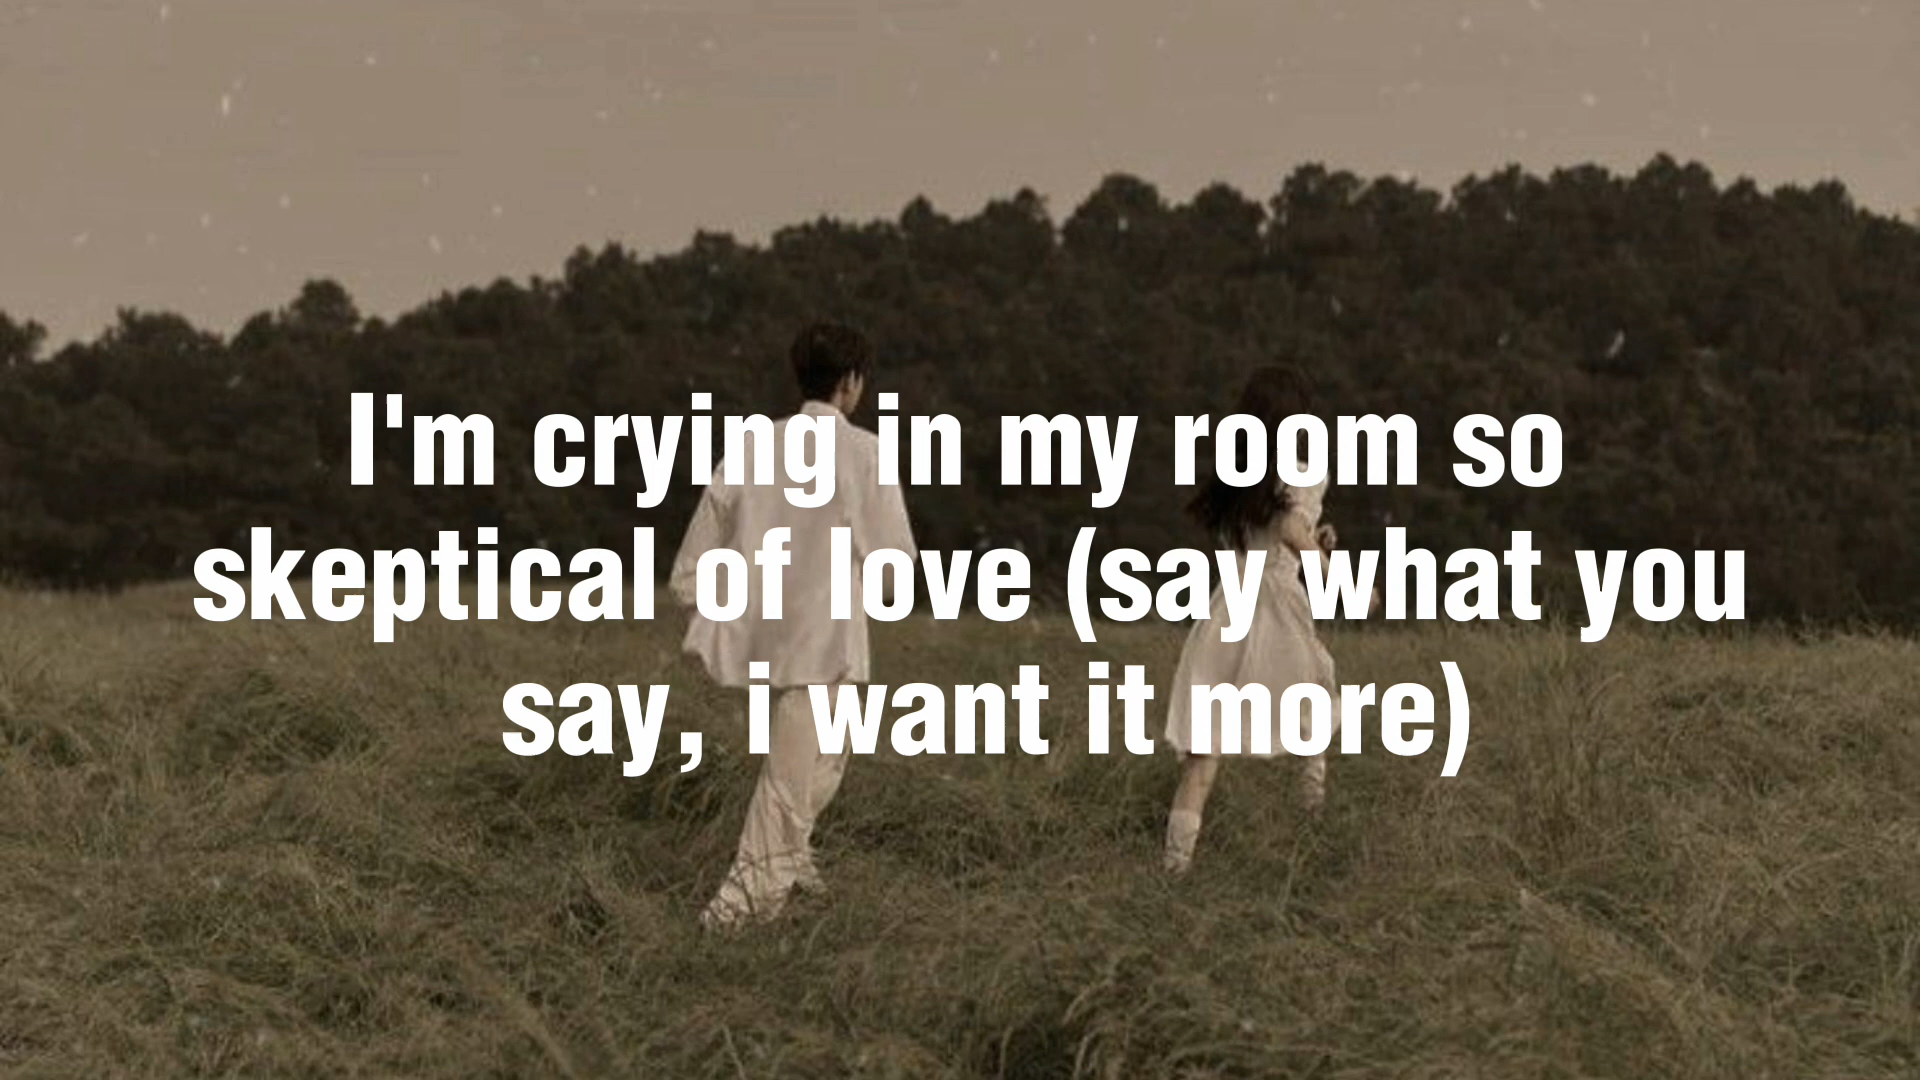 I'm crying in my room so
skeptical of love (say what you
say, i want it more)